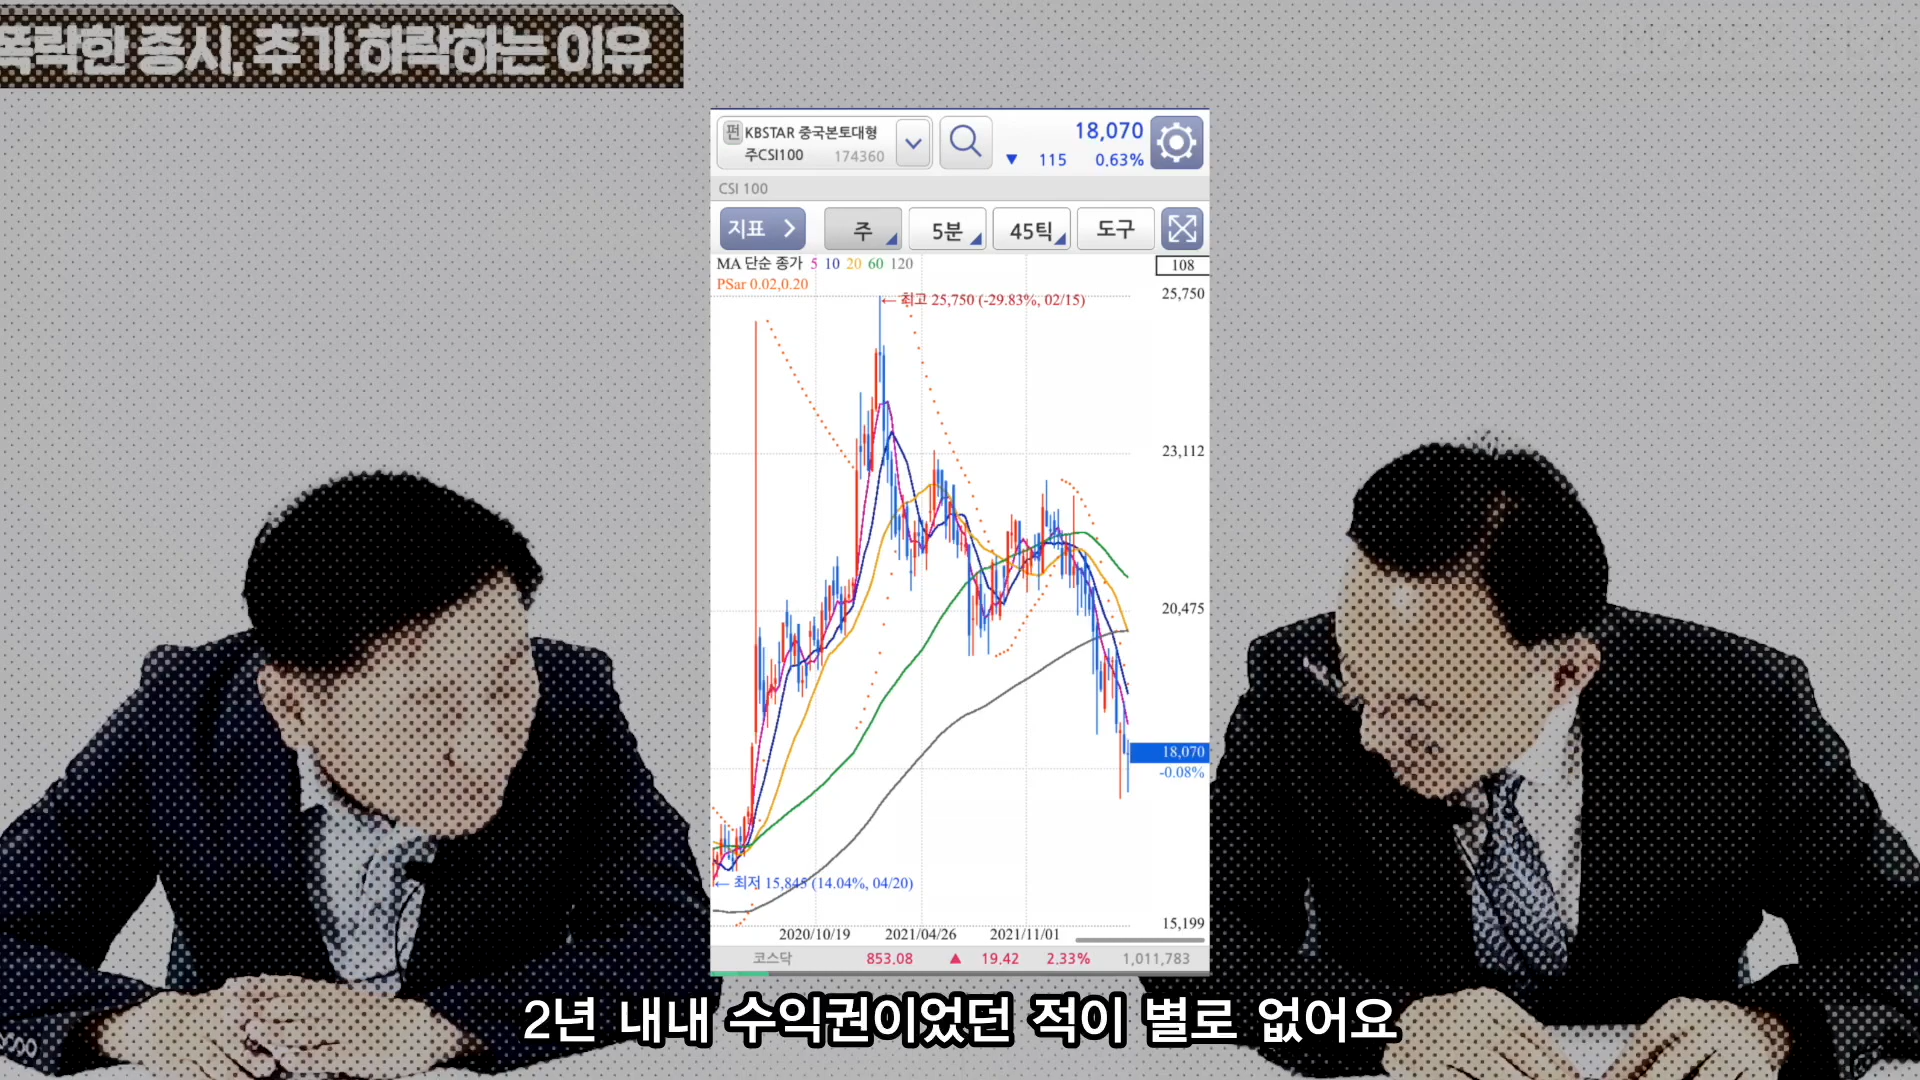 폭락한 증시, 추가 하락하는 이유
펀 KBSTAR 중국본토대형
주CSI100 174360
18,070
▼ 115 0.63%
CSI 100
지표 주 5분 45틱 도구
MA 단순 종가 5 10 20 60 120
108
PSar 0.02,0.20
25,750
← 최고 25,750 (-29.83%, 02/15)
23,112
20,475
18,070
-0.08%
← 최저 15,845 (14.04%, 04/20)
15,199
2020/10/19 2021/04/26 2021/11/01
코스닥 853.08 ▲ 19.42 2.33% 1,011,783
2년 내내 수익권이었던 적이 별로 없어요